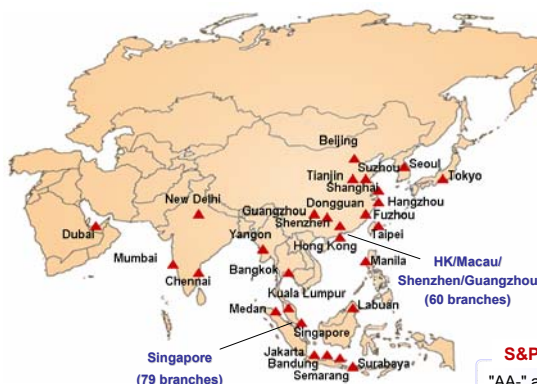 Beijing
Suzhou
Seoul
Tianjin
Tokyo
Shanghai
New Delhi
Dongguan
Hangzhou
Guangzhou
Fuzhou
Shenzhen
Dubai
Yangon
Taipei
Hong Kong
Mumbai
Manila
HK/Macau/
Shenzhen/Guangzhou
(60 branches)
Bangkok
Chennai
Kuala Lumpur
Medan
Labuan
Singapore
Singapore
(79 branches)
Jakarta
Bandung
Surabaya
Semarang
S&P
"AA-" a